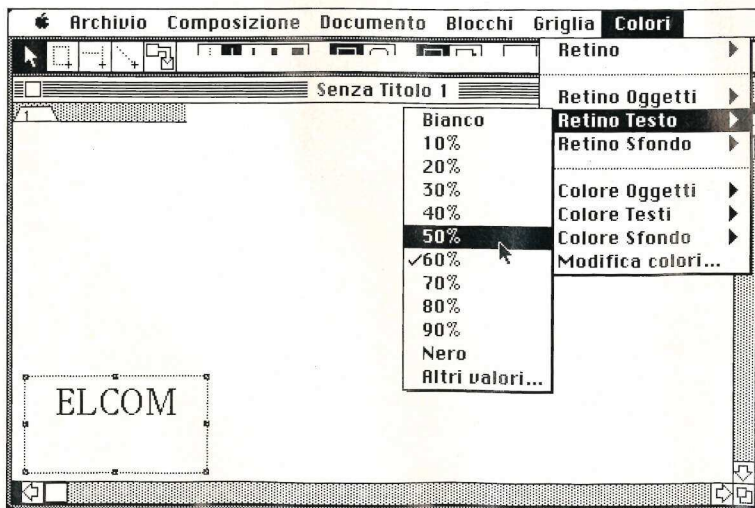 Archivio Composizione Documento Blocchi Griglia Colori
Senza Titolo 1
1
Retino
Retino Oggetti
Retino Testo
Retino Sfondo
Colore Oggetti
Colore Testi
Colore Sfondo
Modifica colori...
Bianco
10%
20%
30%
40%
50%
✓60%
70%
80%
90%
Nero
Altri valori...
ELCOM